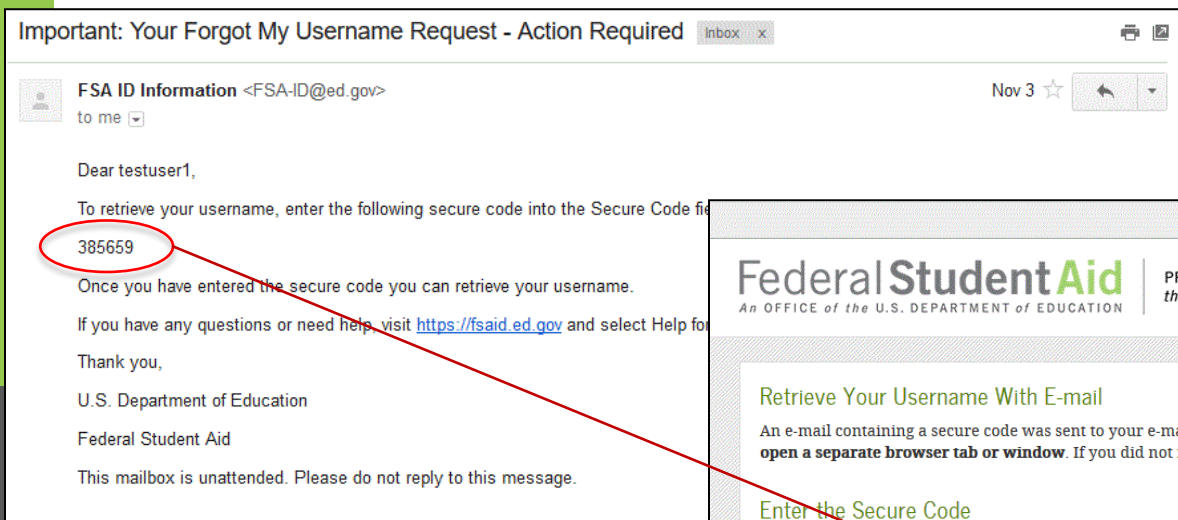 Important: Your Forgot My Username Request - Action Required Inbox x
FSA ID Information <FSA-ID@ed.gov>
Nov 3
to me
Dear testuser1,
To retrieve your username, enter the following secure code into the Secure Code
385659
Once you have entered the secure code you can retrieve your username.
If you have any questions or need help, visit https://fsaid.ed.gov and select Help for
Thank you,
U.S. Department of Education
Federal Student Aid
This mailbox is unattended. Please do not reply to this message.
Federal Student Aid
An OFFICE of the U.S. DEPARTMENT of EDUCATION
Retrieve Your Username With E-mail
An e-mail containing a secure code was sent to your
open a separate browser tab or window. If you did not
Enter the Secure Code